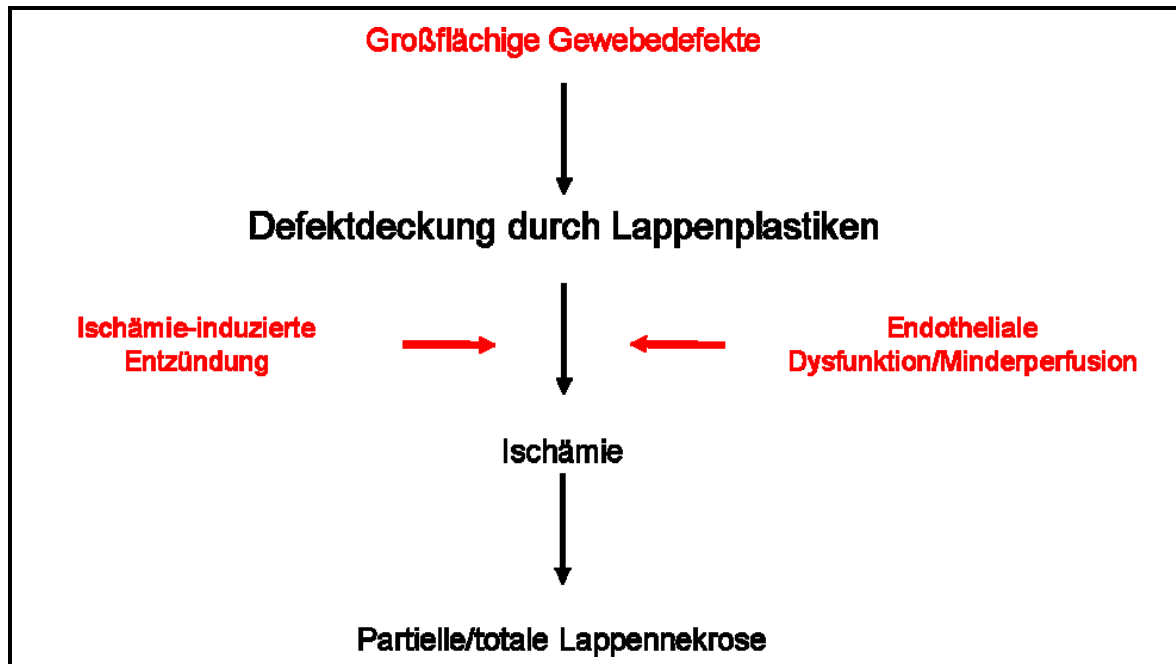 Großflächige Gewebedefekte
Defektdeckung durch Lappenplastiken
Ischämie-induzierte
Entzündung
Endotheliale
Dysfunktion/Minderperfusion
Ischämie
Partielle/totale Lappennekrose